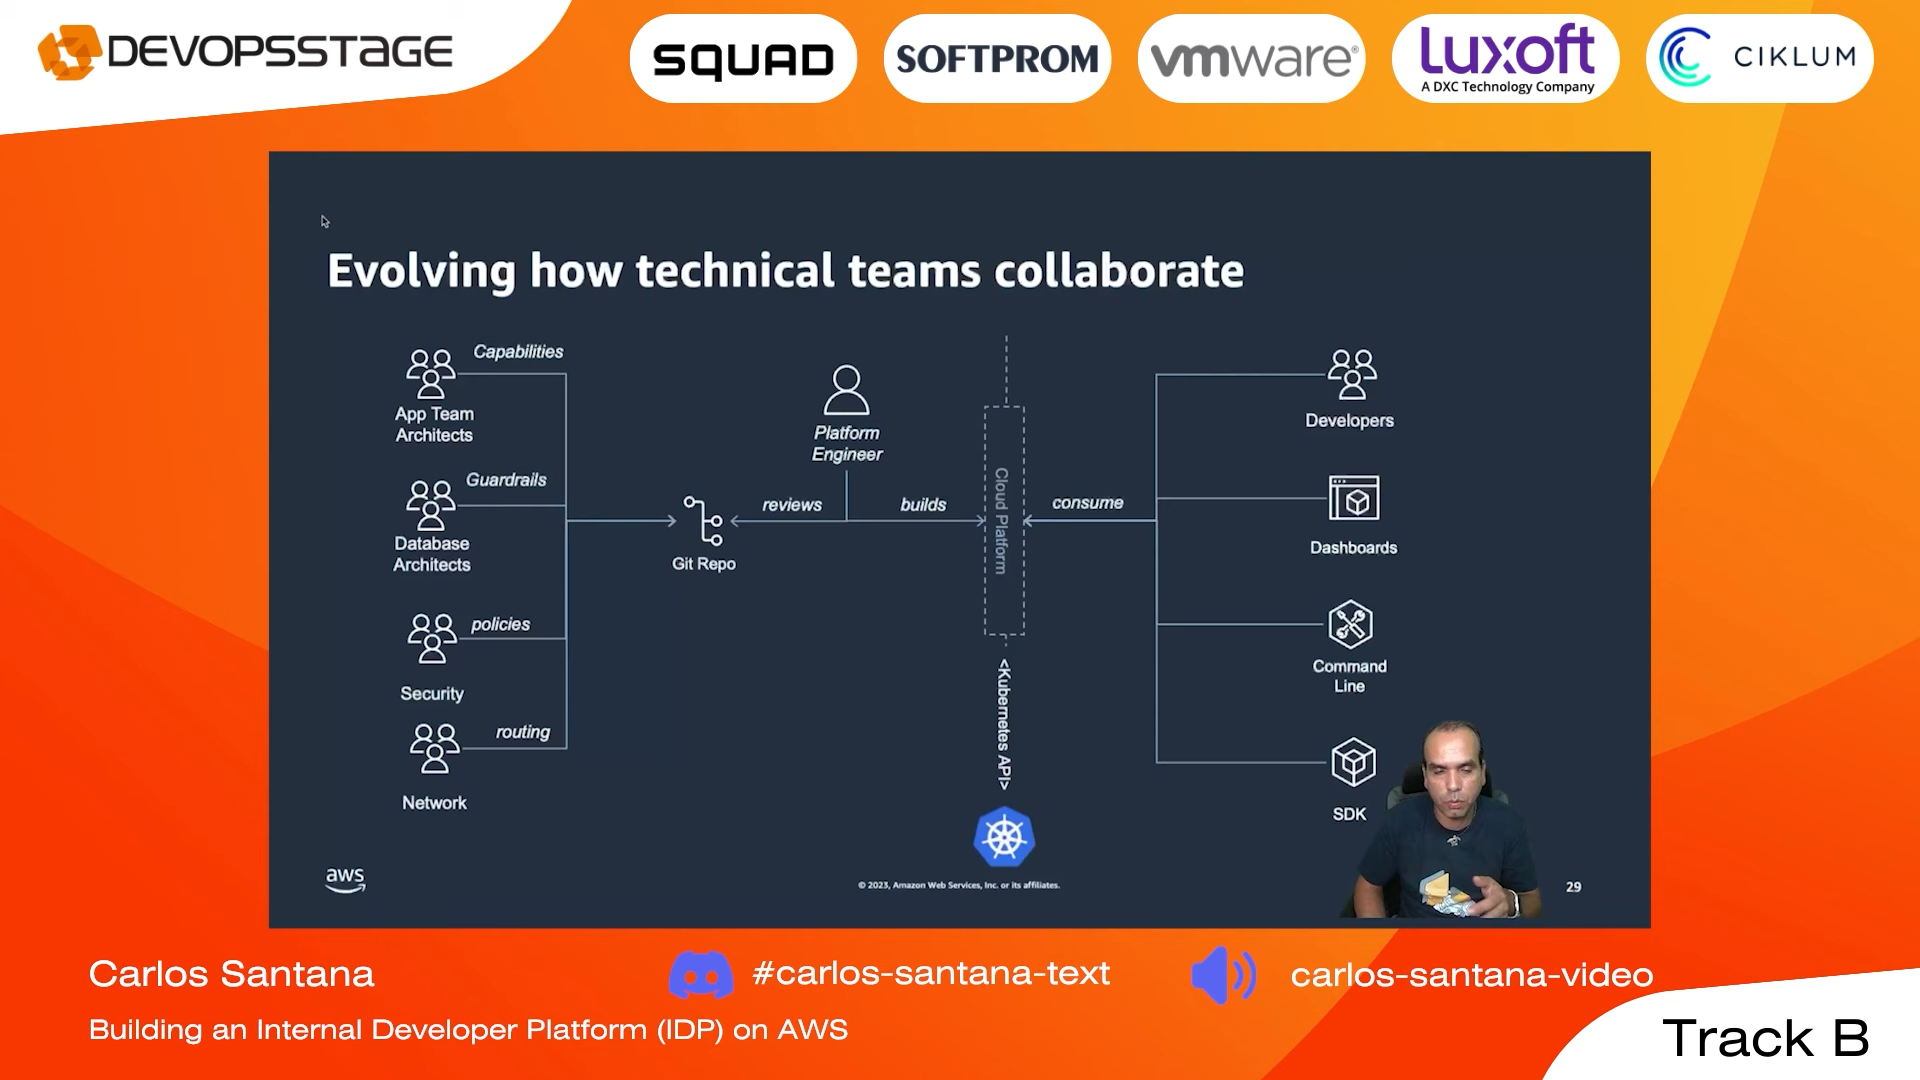 DEVOPSSTAGE
SQUAD
SOFTPROM
vmware®
Luxoft
A DXC Technology Company
CIKLUM
Evolving how technical teams collaborate
Capabilities
App Team
Architects
Guardrails
Database
Architects
policies
Security
routing
Network
Git Repo
Platform
Engineer
reviews
builds
Cloud Platform
<Kubernetes API>
consume
Developers
Dashboards
Command
Line
SDK
aws
© 2023, Amazon Web Services, Inc. or its affiliates.
29
Carlos Santana
#carlos-santana-text
carlos-santana-video
Building an Internal Developer Platform (IDP) on AWS
Track B